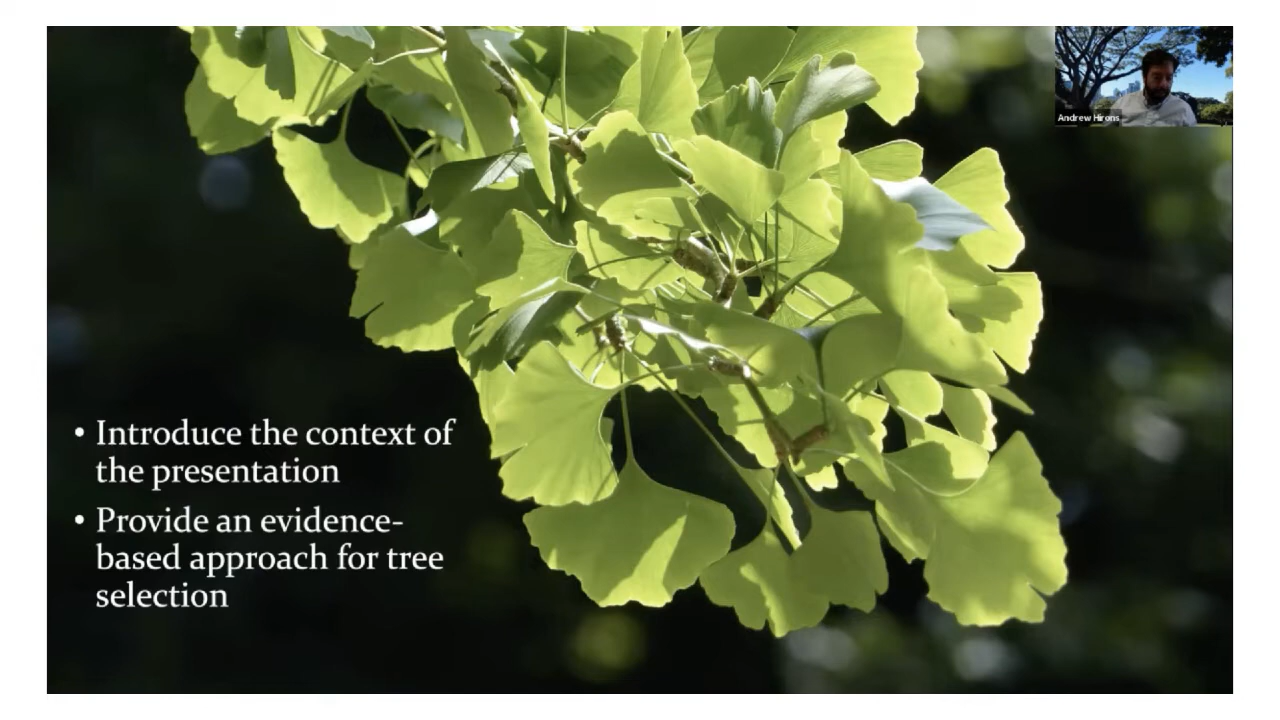 Andrew Hirons
• Introduce the context of
the presentation
• Provide an evidence-
based approach for tree
selection